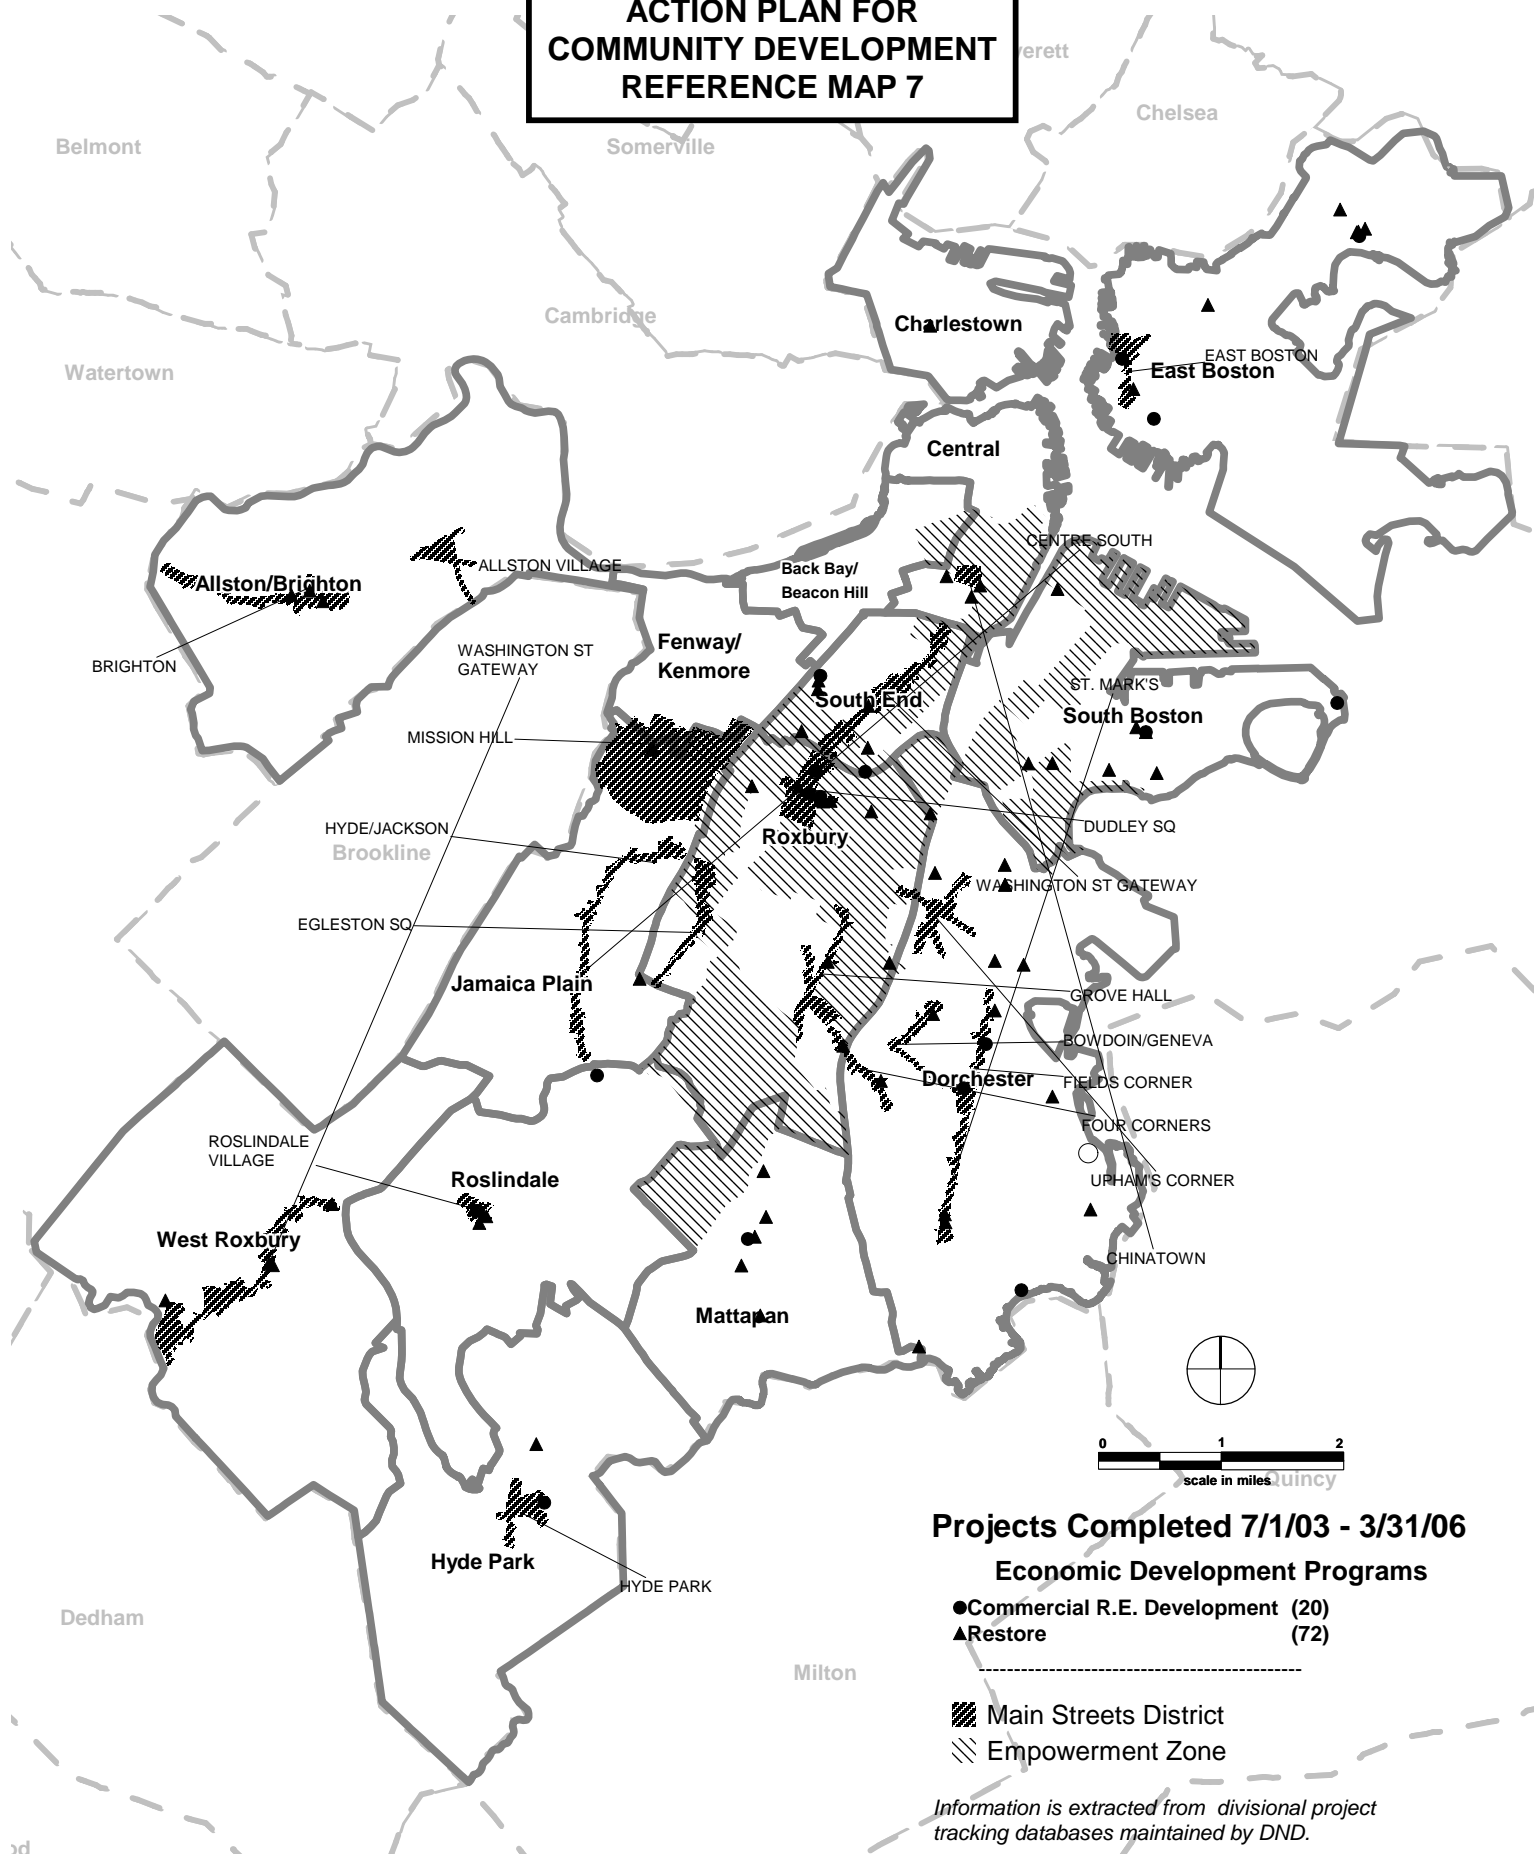 ACTION PLAN FOR
COMMUNITY DEVELOPMENT
REFERENCE MAP 7
Chelsea
Belmont
Somerville
Cambridge
Charlestown
EAST BOSTON
East Boston
Watertown
Central
CENTRE SOUTH
ALLSTON VILLAGE
Back Bay/
Beacon Hill
Allston/Brighton
Fenway/
Kenmore
WASHINGTON ST
GATEWAY
BRIGHTON
ST. MARK'S
South End
South Boston
MISSION HILL
HYDE/JACKSON
DUDLEY SQ
Roxbury
Brookline
WASHINGTON ST GATEWAY
EGLESTON SQ
Jamaica Plain
GROVE HALL
BOWDOIN/GENEVA
Dorchester
FIELDS CORNER
FOUR CORNERS
ROSLINDALE
VILLAGE
Roslindale
UPHAM'S CORNER
West Roxbury
CHINATOWN
Mattapan
0 1 2
scale in miles
Quincy
Hyde Park
HYDE PARK
Dedham
Milton
Projects Completed 7/1/03 - 3/31/06
Economic Development Programs
Commercial R.E. Development (20)
Restore (72)
----------------------------------------------
Main Streets District
Empowerment Zone
Information is extracted from divisional project
tracking databases maintained by DND.